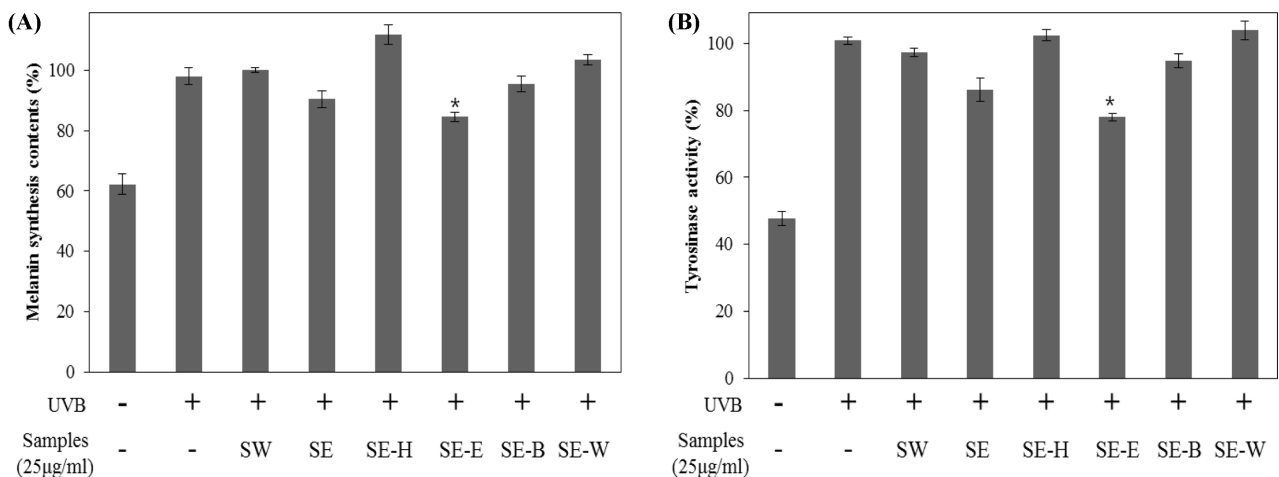 (A)
Melanin synthesis contents (%)
100
80
60
40
20
0
*
UVB - + + + + + + +
Samples
(25μg/ml) - - SW SE SE-H SE-E SE-B SE-W
(B)
Tyrosinase activity (%)
100
80
60
40
20
0
*
UVB - + + + + + + +
Samples
(25μg/ml) - - SW SE SE-H SE-E SE-B SE-W